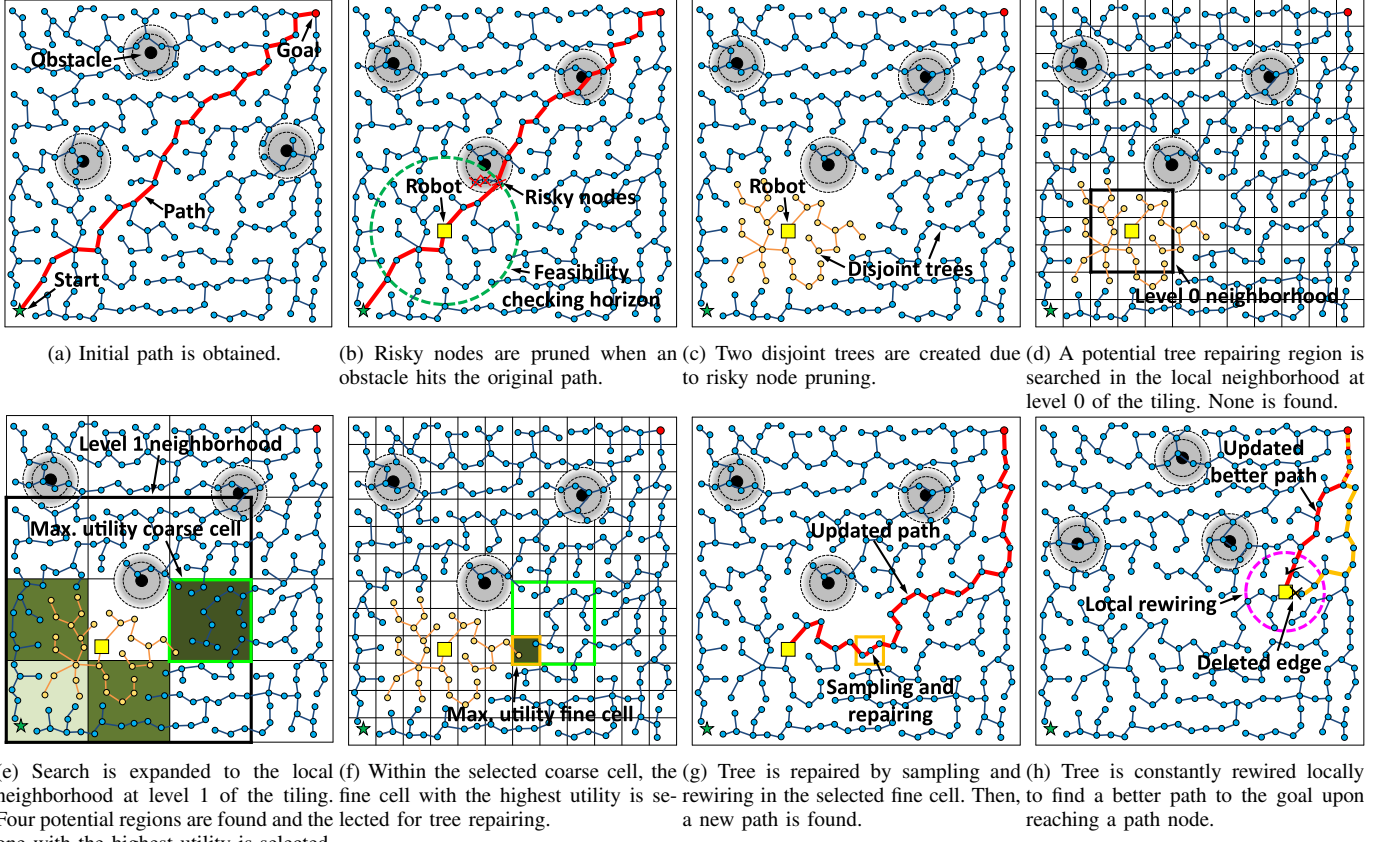 Obstacle
Goal
Path
Start
Robot
Risky nodes
Feasibility
checking horizon
Robot
Disjoint trees
Level 0 neighborhood
(a) Initial path is obtained.
(b) Risky nodes are pruned when an
obstacle hits the original path.
(c) Two disjoint trees are created due
to risky node pruning.
(d) A potential tree repairing region is
searched in the local neighborhood at
level 0 of the tiling. None is found.
Level 1 neighborhood
Max. utility coarse cell
Max. utility fine cell
Updated path
Sampling and
repairing
Updated
better path
Local rewiring
Deleted edge
(e) Search is expanded to the local
neighborhood at level 1 of the tiling.
Four potential regions are found and the
one with the highest utility is selected.
(f) Within the selected coarse cell, the
fine cell with the highest utility is se-
lected for tree repairing.
(g) Tree is repaired by sampling and
rewiring in the selected fine cell. Then,
a new path is found.
(h) Tree is constantly rewired locally
to find a better path to the goal upon
reaching a path node.